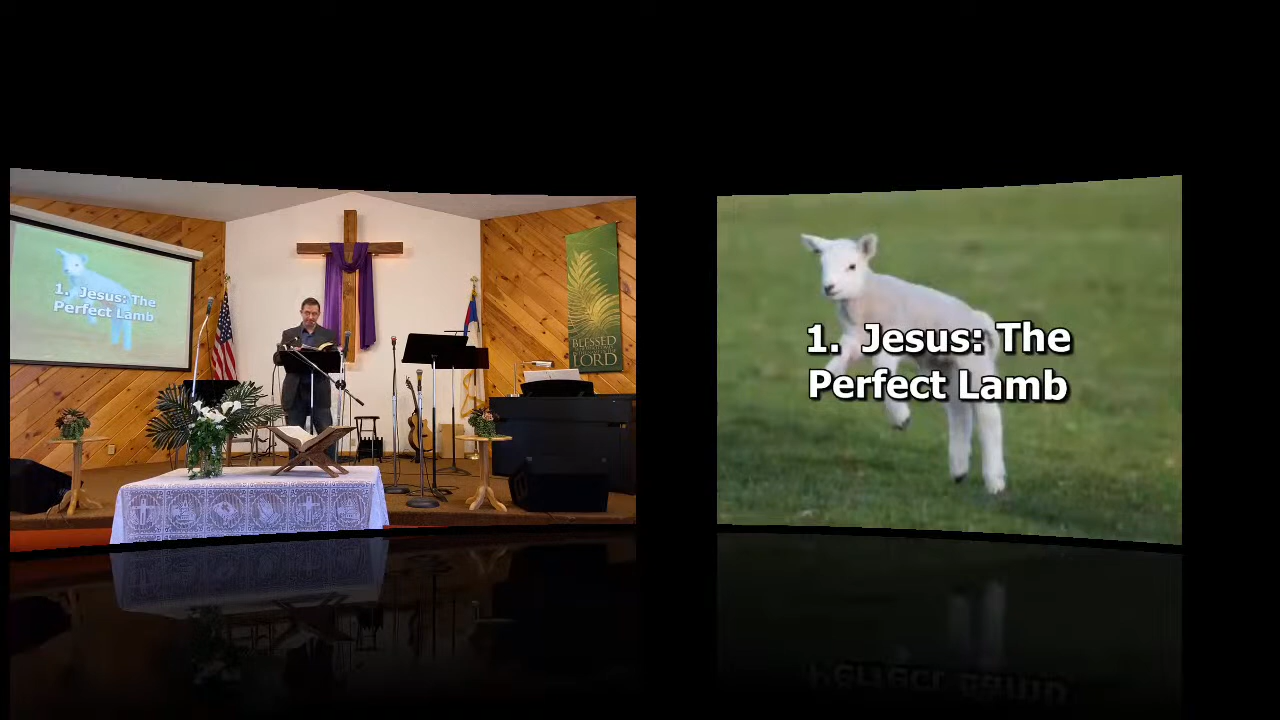 1. Jesus: The
Perfect Lamb
BLESSED
LORD
1. Jesus: The
Perfect Lamb